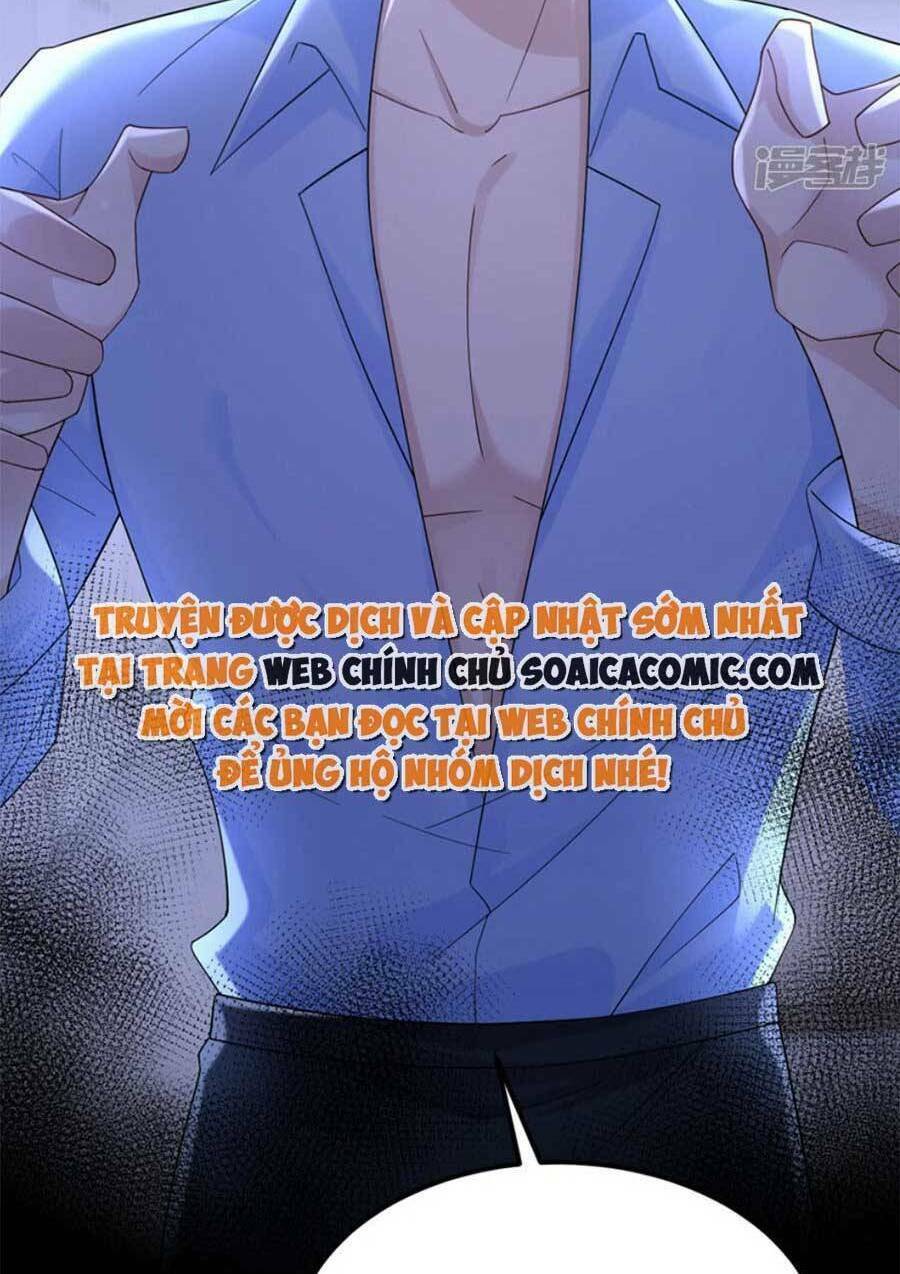 漫客栈
TRUYỆN ĐƯỢC DỊCH VÀ CẬP NHẬT SỚM NHẤT
TẠI TRANG WEB CHÍNH CHỦ SOAICACOMIC.COM
MỜI CÁC BẠN ĐỌC TẠI WEB CHÍNH CHỦ
ĐỂ ỦNG HỘ NHÓM DỊCH NHÉ!